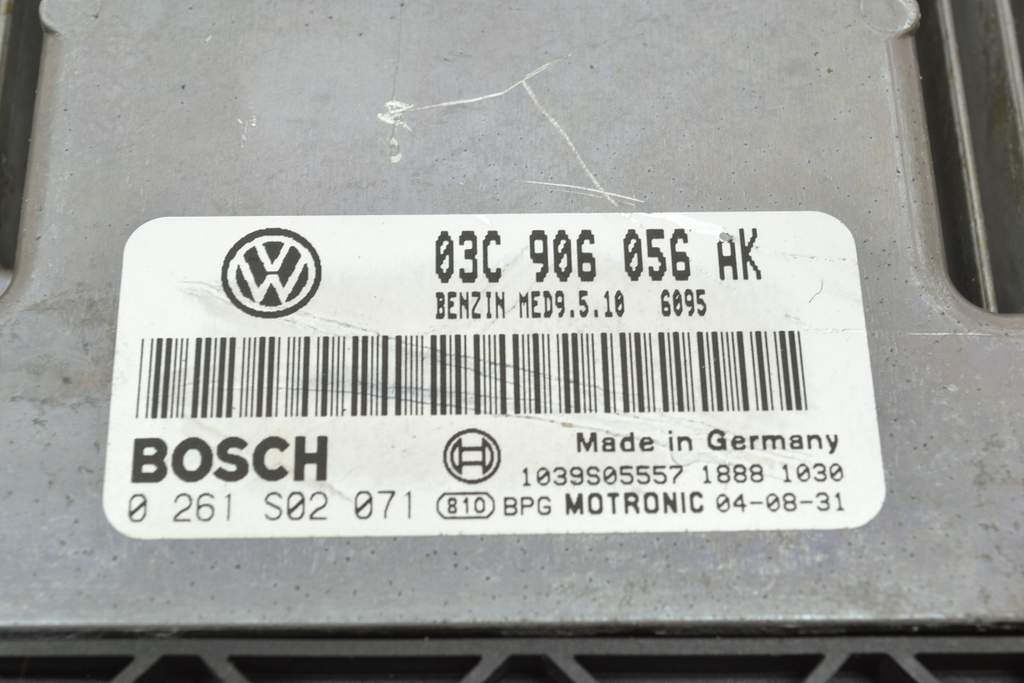 03C 906 056 AK
BENZIN MED9.5.10 6095
BOSCH
Made in Germany
1039S05557 1888 1030
0 261 S02 071 810 BPG MOTRONIC 04-08-31